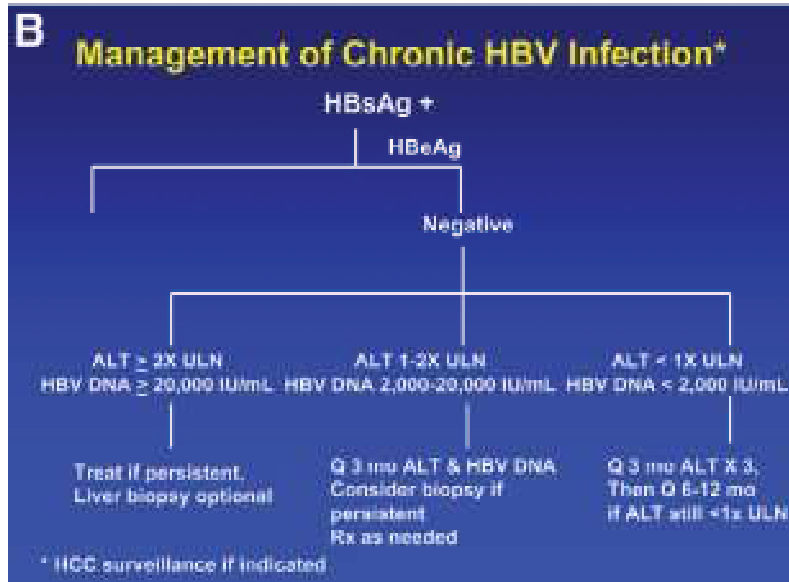 B
Management of Chronic HBV Infection*
HBsAg +
HBeAg
Negative
ALT ≥ 2X ULN
HBV DNA ≥ 20,000 IU/mL
ALT 1-2X ULN
HBV DNA 2,000-20,000 IU/mL
ALT < 1X ULN
HBV DNA < 2,000 IU/mL
Treat if persistent.
Liver biopsy optional
Q 3 mo ALT & HBV DNA
Consider biopsy if
persistent
Rx as needed
Q 3 mo ALT X 3,
Then Q 6-12 mo
if ALT still <1x ULN
* HCC surveillance if indicated